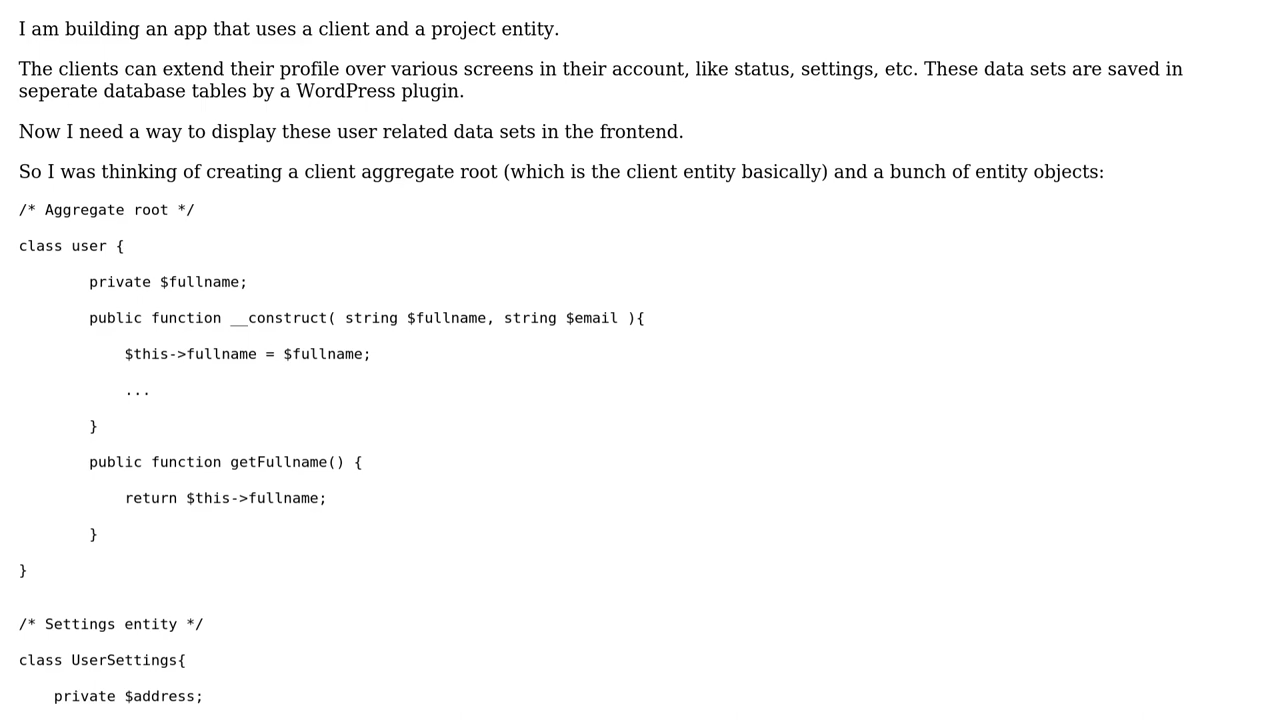 I am building an app that uses a client and a project entity.
The clients can extend their profile over various screens in their account, like status, settings, etc. These data sets are saved in
seperate database tables by a WordPress plugin.
Now I need a way to display these user related data sets in the frontend.
So I was thinking of creating a client aggregate root (which is the client entity basically) and a bunch of entity objects:
/* Aggregate root */
class user {
private $fullname;
public function __construct( string $fullname, string $email ){
$this->fullname = $fullname;
...
}
public function getFullname() {
return $this->fullname;
}
}
/* Settings entity */
class UserSettings{
private $address;